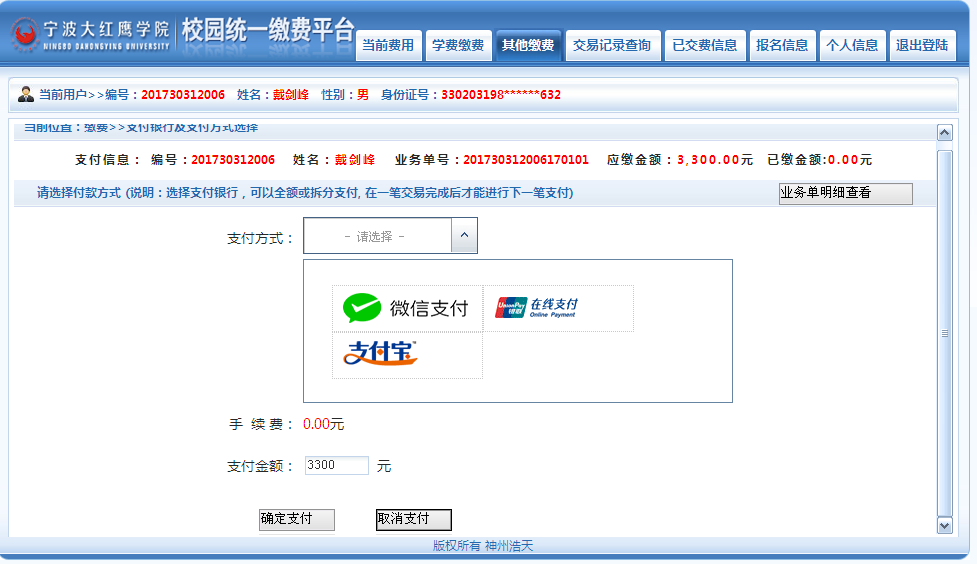 宁波大红鹰学院 校园统一缴费平台
NINGBO DAHONGYING UNIVERSITY
当前费用 学费缴费 其他缴费 交易记录查询 已交费信息 报名信息 个人信息 退出登陆
当前用户>>编号：201730312006 姓名：戴剑峰 性别：男 身份证号：330203198******632
当前位置：缴费>>支付银行及支付方式选择
支付信息： 编号：201730312006 姓名：戴剑峰 业务单号：201730312006170101 应缴金额：3,300.00元 已缴金额:0.00元
请选择付款方式 (说明：选择支付银行，可以全额或拆分支付, 在一笔交易完成后才能进行下一笔支付) 业务单明细查看
支付方式： - 请选择 -
微信支付 UnionPay 银联 在线支付 Online Payment
支付宝
手 续 费： 0.00元
支付金额： 3300 元
确定支付 取消支付
版权所有 神州浩天